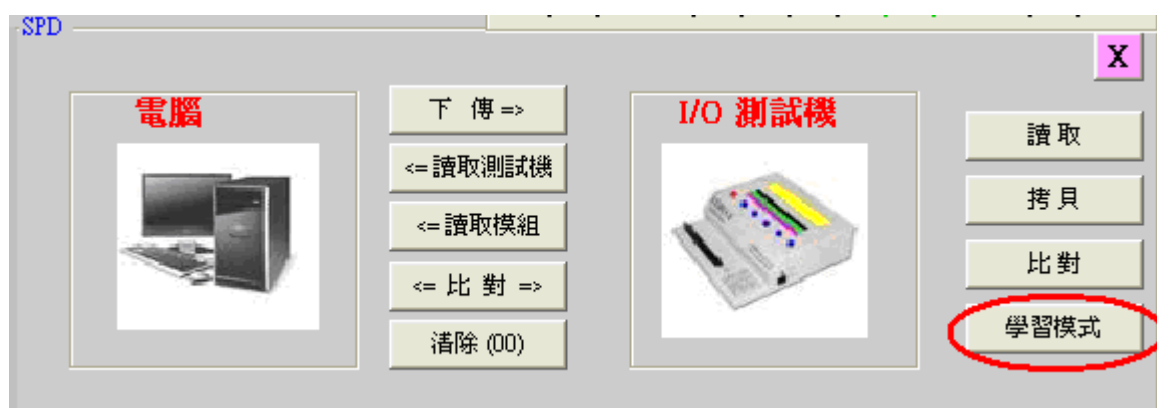 SPD
X
電腦
下 傳 =>
<= 讀取測試機
<= 讀取模組
<= 比 對 =>
清除 (00)
I/O 測試機
讀 取
拷 貝
比 對
學習模式